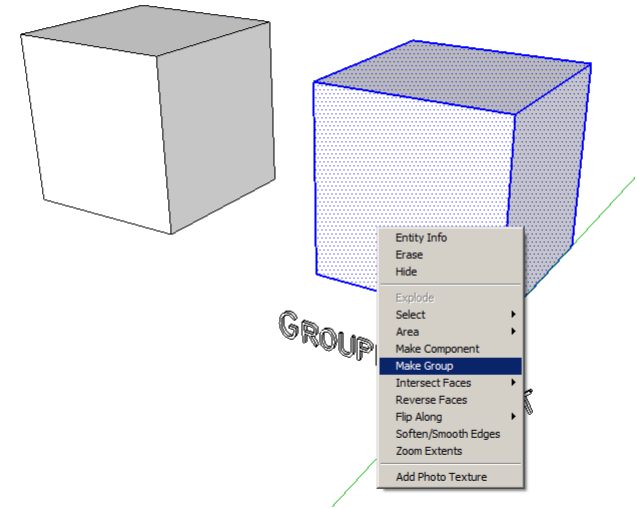 Entity Info
Erase
Hide
Explode
Select
Area
Make Component
Make Group
Intersect Faces
Reverse Faces
Flip Along
Soften/Smooth Edges
Zoom Extents
Add Photo Texture